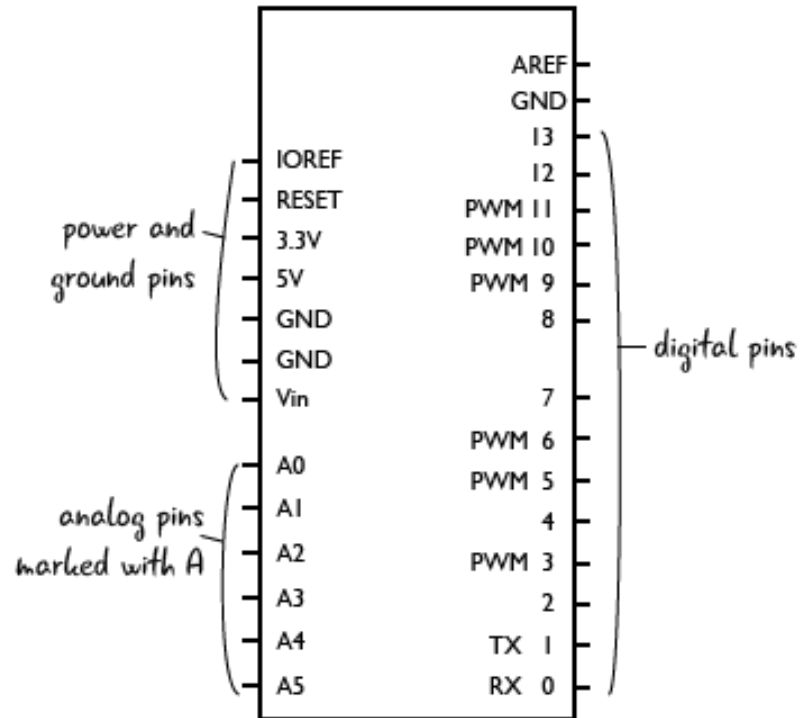 power and
ground pins
IOREF
RESET
3.3V
5V
GND
GND
Vin
analog pins
marked with A
A0
A1
A2
A3
A4
A5
AREF
GND
13
12
PWM 11
PWM 10
PWM 9
8
7
PWM 6
PWM 5
4
PWM 3
2
TX 1
RX 0
digital pins